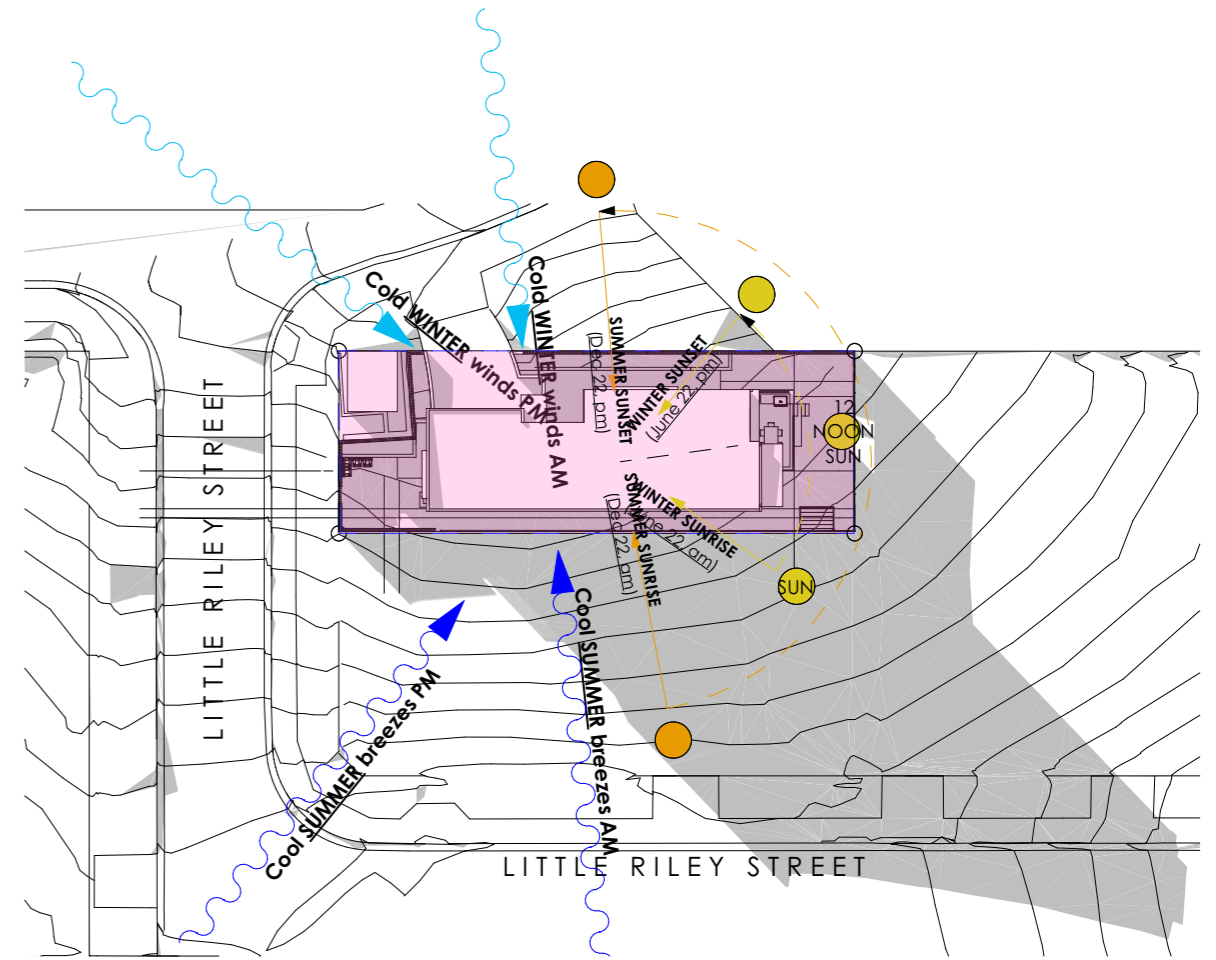 Cold WINTER winds PM
Cold WINTER winds AM
SUMMER SUNSET
(Dec 22, pm)
WINTER SUNSET
(June 22, pm)
12
NOON
SUN
7
LITTLE RILEY STREET
WINTER SUNRISE
(June 22, am)
SUMMER SUNRISE
(Dec 22, am)
SUN
Cool SUMMER breezes PM
Cool SUMMER breezes AM
LITTLE RILEY STREET